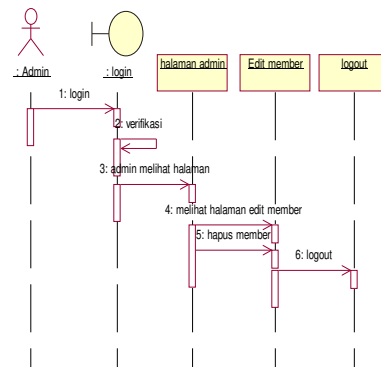 : Admin
: login
halaman admin
Edit member
logout
1: login
2: verifikasi
3: admin melihat halaman
4: melihat halaman edit member
5: hapus member
6: logout